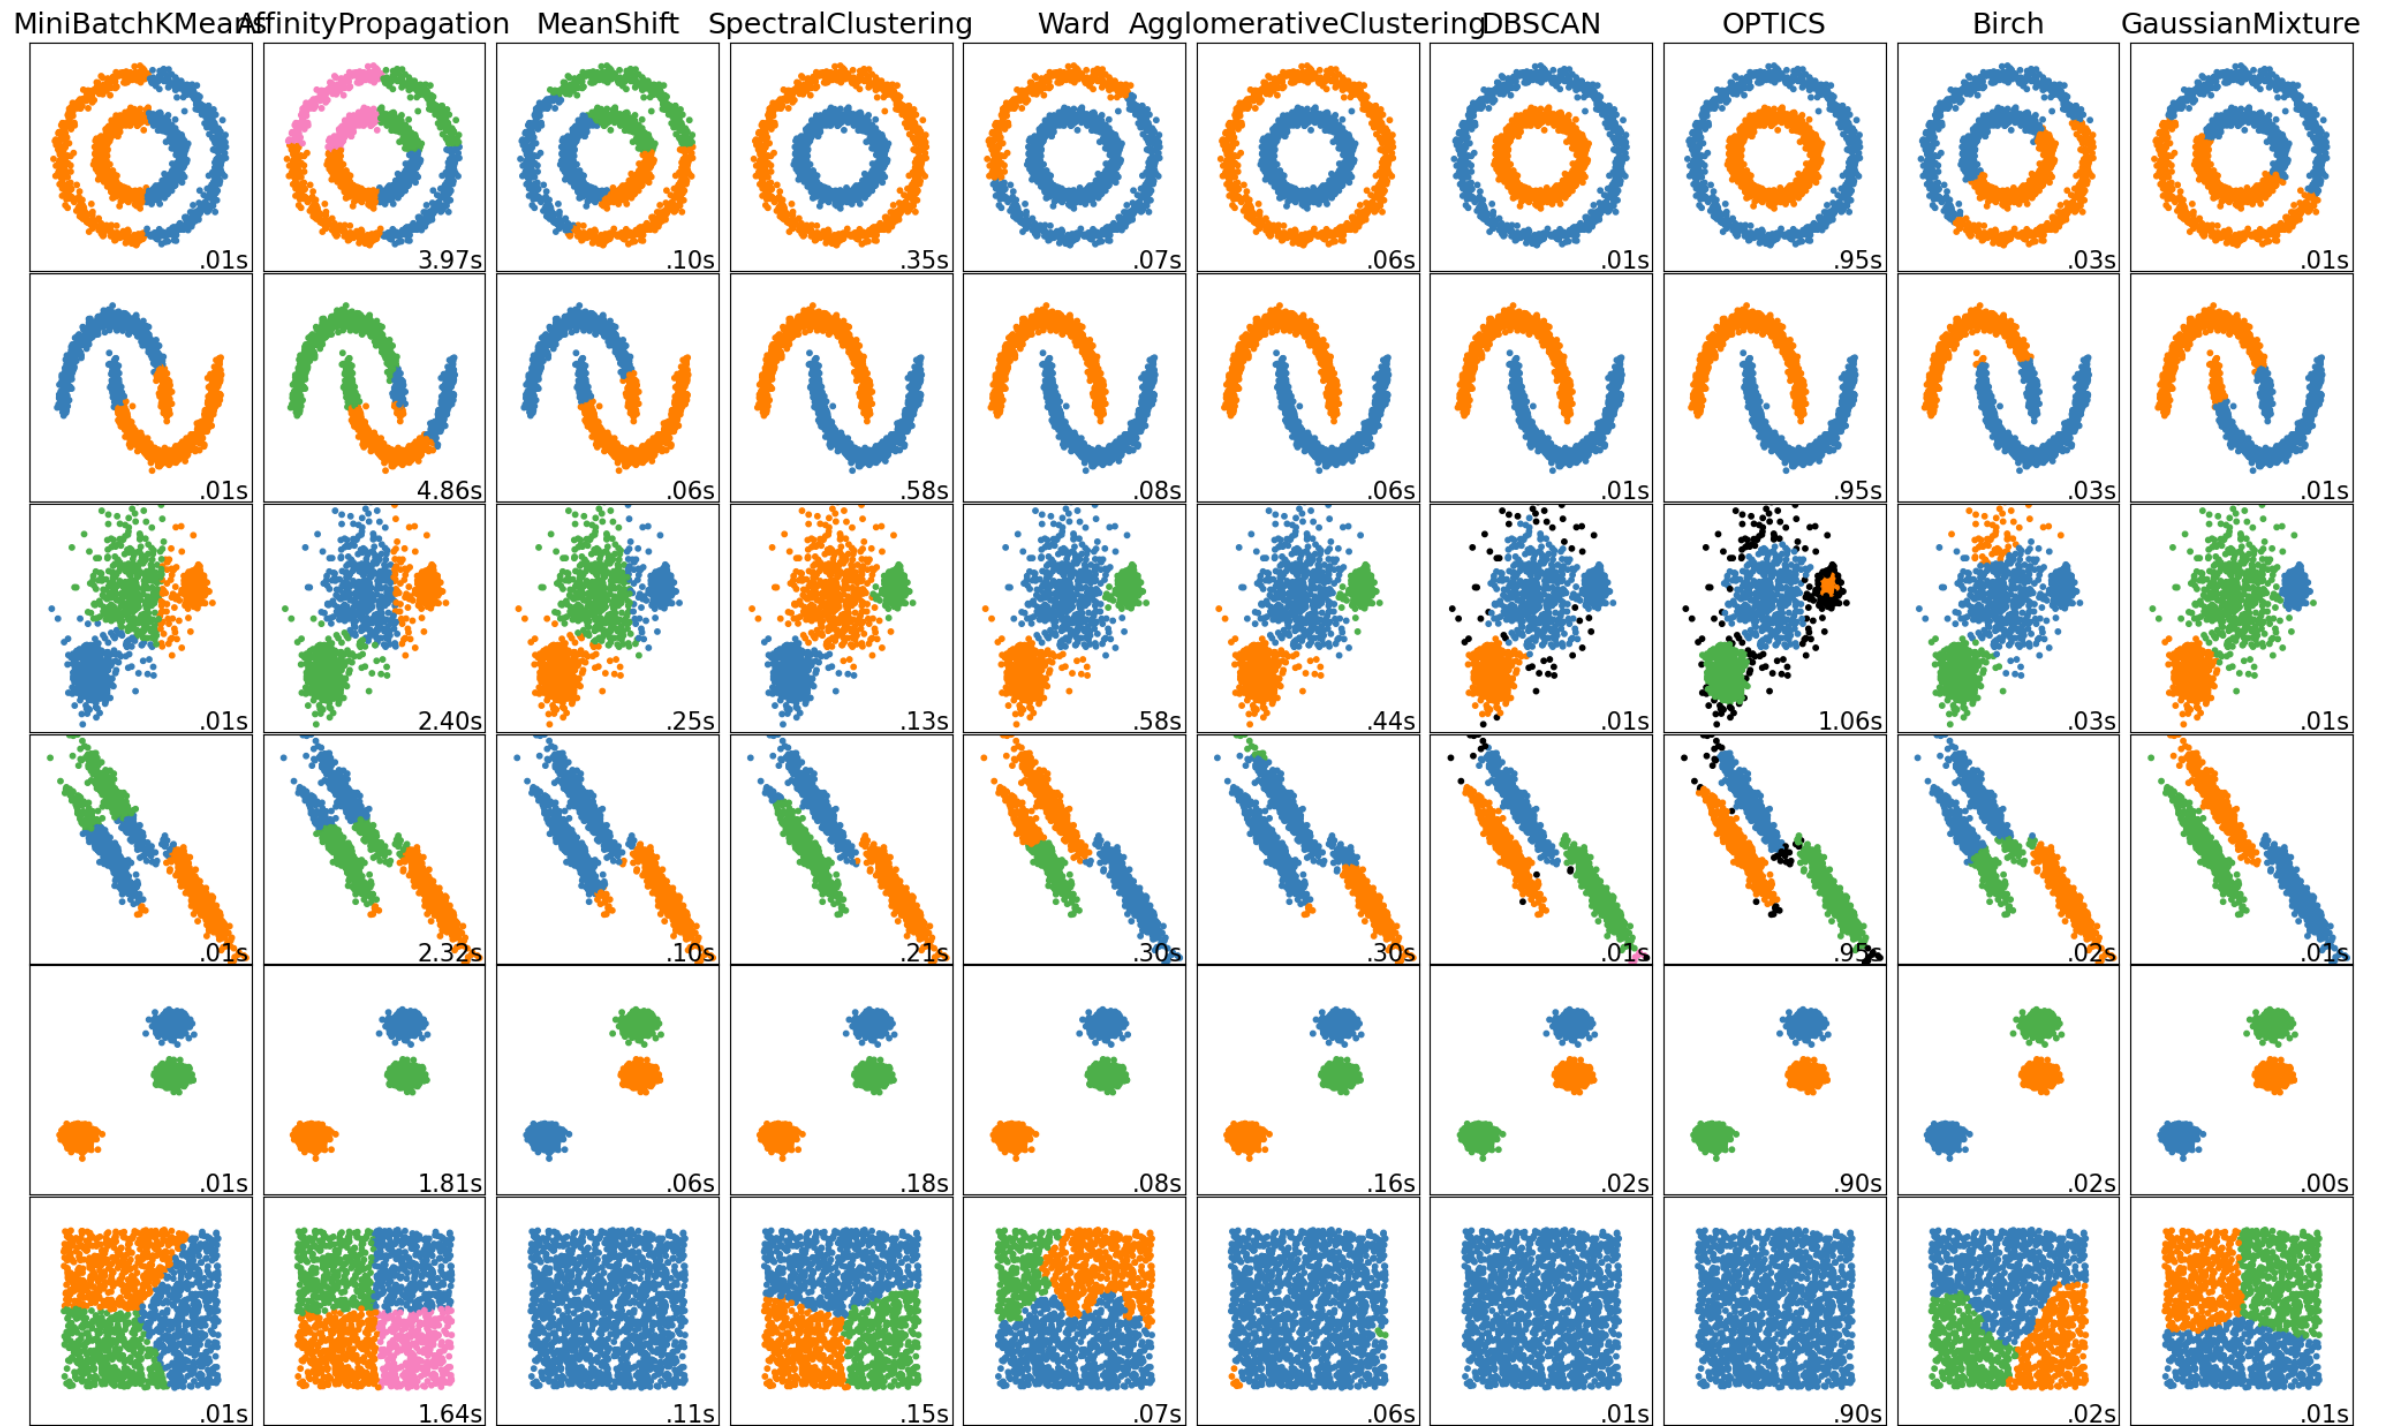 MiniBatchKMeans AffinityPropagation MeanShift SpectralClustering Ward AgglomerativeClustering DBSCAN OPTICS Birch GaussianMixture
.01s 3.97s .10s .35s .07s .06s .01s .95s .03s .01s
.01s 4.86s .06s .58s .08s .06s .01s .95s .03s .01s
.01s 2.40s .25s .13s .58s .44s .01s 1.06s .03s .01s
.01s 2.32s .10s .21s .30s .30s .01s .95s .02s .01s
.01s 1.81s .06s .18s .08s .16s .02s .90s .02s .00s
.01s 1.64s .11s .15s .07s .06s .01s .90s .02s .01s